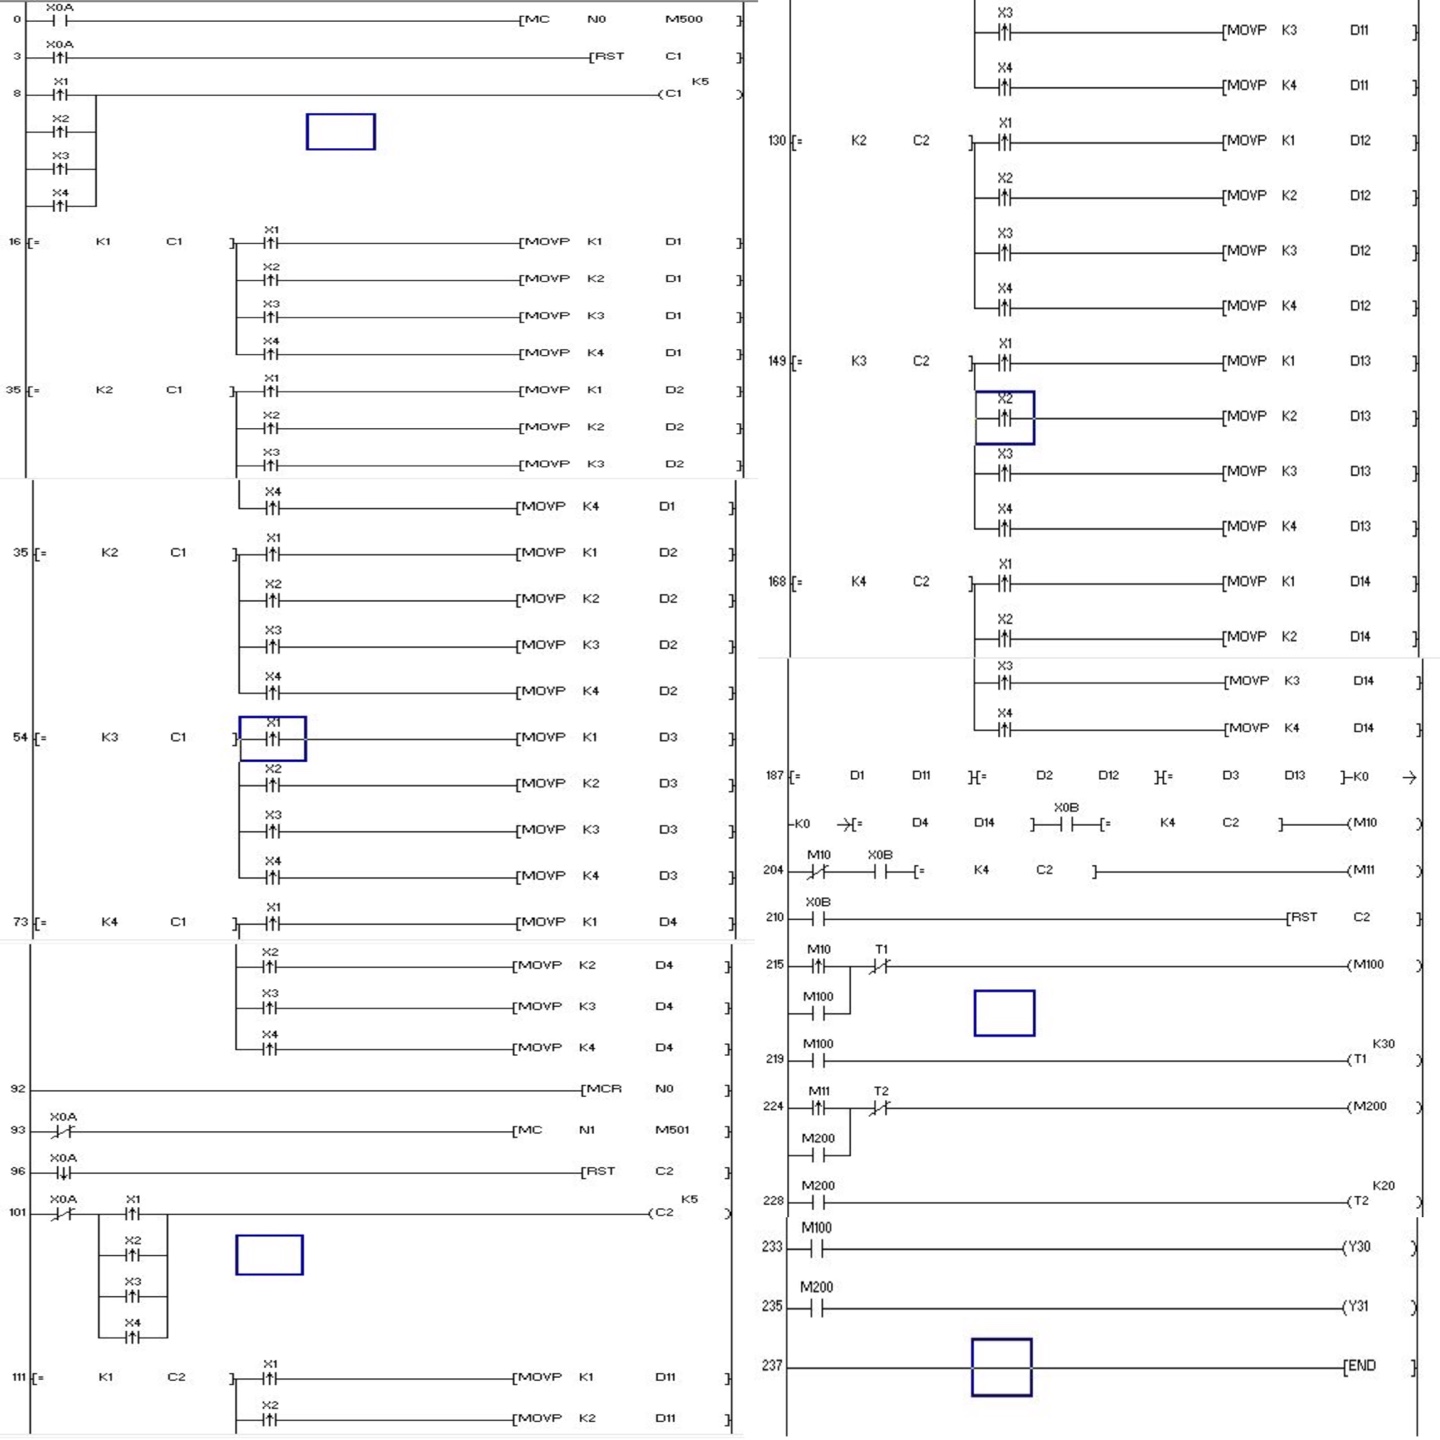 X0A
0 [MC N0 M500 ]
X0A
3 [RST C1 ]
X1 K5
8 (C1 )
X2
X3
X4
X1
16 [= K1 C1 ] [MOVP K1 D1 ]
X2
[MOVP K2 D1 ]
X3
[MOVP K3 D1 ]
X4
[MOVP K4 D1 ]
X1
35 [= K2 C1 ] [MOVP K1 D2 ]
X2
[MOVP K2 D2 ]
X3
[MOVP K3 D2 ]
X4
[MOVP K4 D1 ]
X1
35 [= K2 C1 ] [MOVP K1 D2 ]
X2
[MOVP K2 D2 ]
X3
[MOVP K3 D2 ]
X4
[MOVP K4 D2 ]
X1
54 [= K3 C1 ] [MOVP K1 D3 ]
X2
[MOVP K2 D3 ]
X3
[MOVP K3 D3 ]
X4
[MOVP K4 D3 ]
X1
73 [= K4 C1 ] [MOVP K1 D4 ]
X2
[MOVP K2 D4 ]
X3
[MOVP K3 D4 ]
X4
[MOVP K4 D4 ]
92 [MCR N0 ]
X0A
93 [MC N1 M501 ]
X0A
96 [RST C2 ]
X0A X1 K5
101 (C2 )
X2
X3
X4
X1
111 [= K1 C2 ] [MOVP K1 D11 ]
X2
[MOVP K2 D11 ]
X3
[MOVP K3 D11 ]
X4
[MOVP K4 D11 ]
X1
130 [= K2 C2 ] [MOVP K1 D12 ]
X2
[MOVP K2 D12 ]
X3
[MOVP K3 D12 ]
X4
[MOVP K4 D12 ]
X1
149 [= K3 C2 ] [MOVP K1 D13 ]
X2
[MOVP K2 D13 ]
X3
[MOVP K3 D13 ]
X4
[MOVP K4 D13 ]
X1
168 [= K4 C2 ] [MOVP K1 D14 ]
X2
[MOVP K2 D14 ]
X3
[MOVP K3 D14 ]
X4
[MOVP K4 D14 ]
187 [= D1 D11 ][= D2 D12 ][= D3 D13 ] K0
X0B
K0 [= D4 D14 ] [= K4 C2 ] (M10 )
M10 X0B
204 [= K4 C2 ] (M11 )
X0B
210 [RST C2 ]
M10 T1
215 (M100 )
M100
M100 K30
219 (T1 )
M11 T2
224 (M200 )
M200
M200 K20
228 (T2 )
M100
233 (Y30 )
M200
235 (Y31 )
237 [END ]